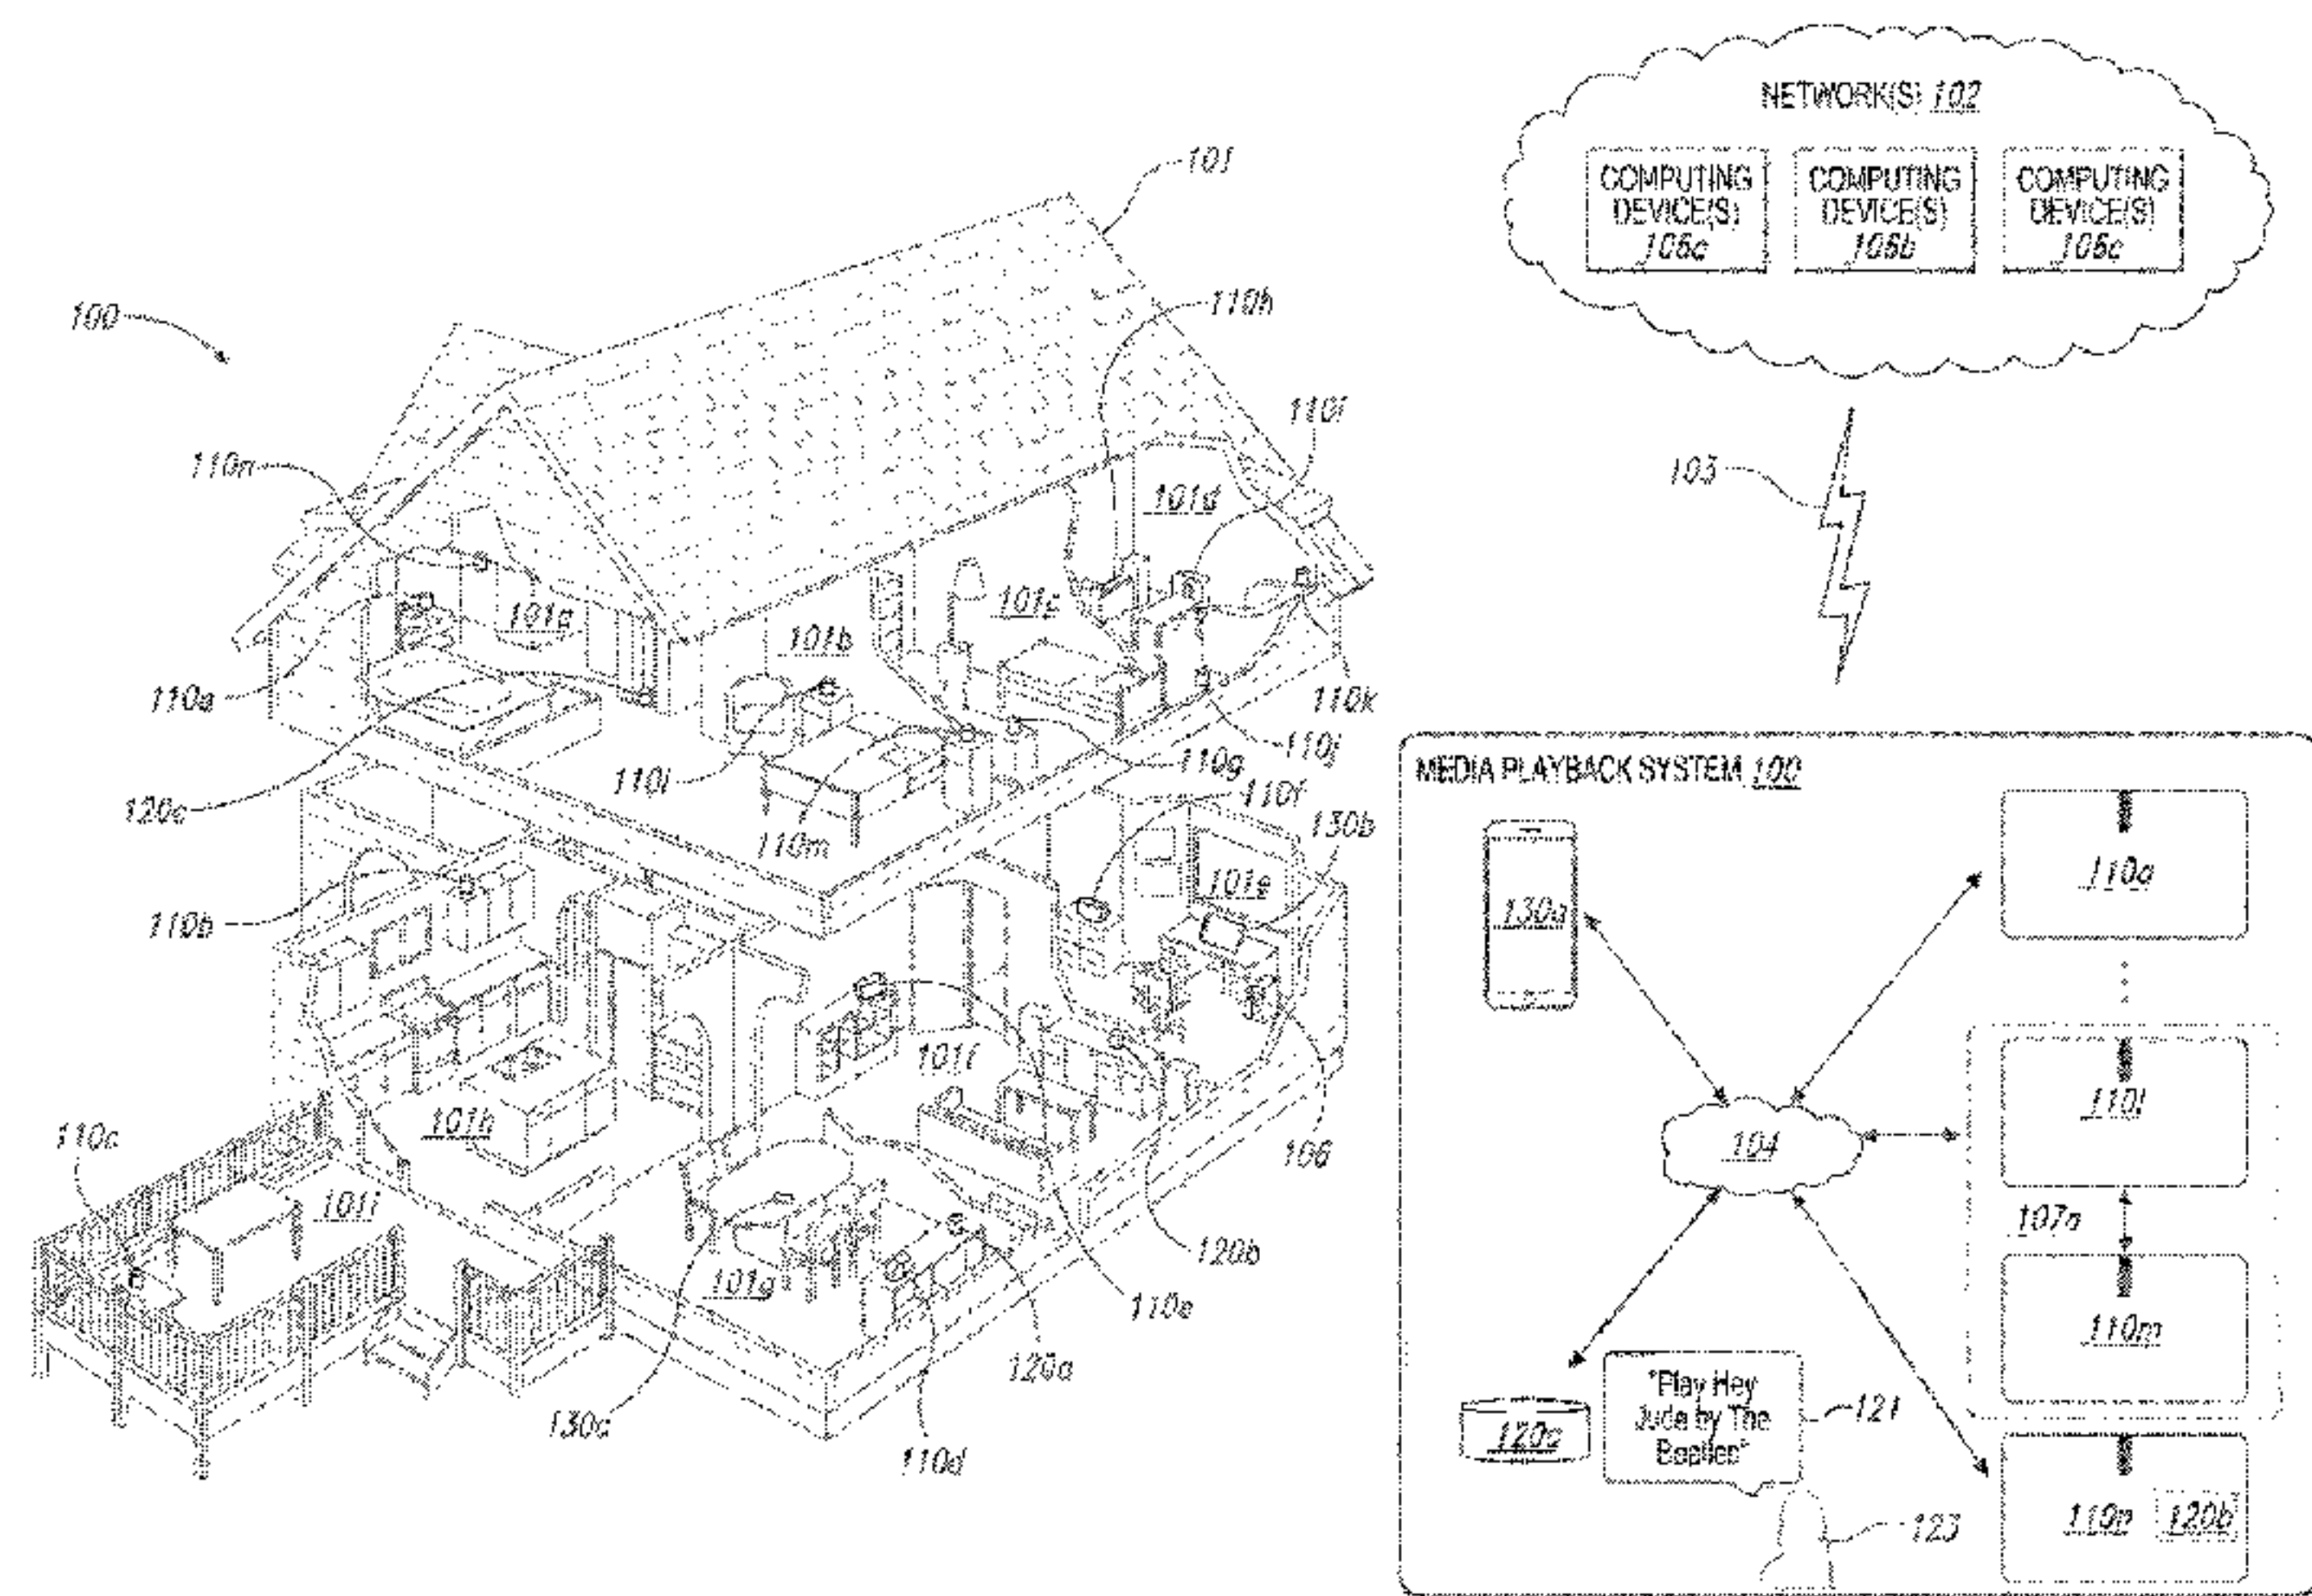 101
100
110h
110i
110n
101d
101a
101c
101b
110a
110k
110j
110l
110g
120c
110f
110m
130b
101e
110b
101f
101h
110c
106
101i
101g
120b
110e
120a
130c
110d
NETWORK(S) 102
COMPUTING
DEVICE(S)
106a
COMPUTING
DEVICE(S)
106b
COMPUTING
DEVICE(S)
106c
103
MEDIA PLAYBACK SYSTEM 100
130a
110a
110l
104
107a
110m
"Play Hey
Jude by The
Beatles"
121
120a
123
110n
120b